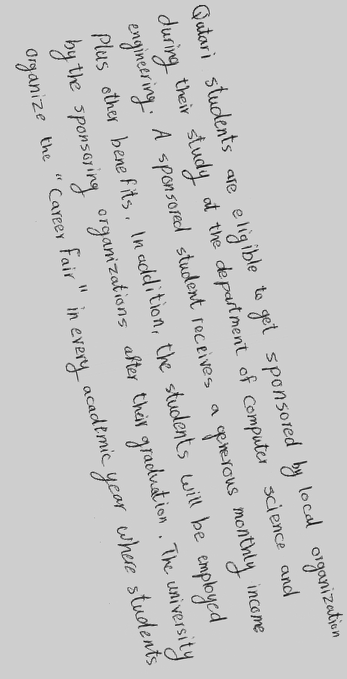 Qatari students are eligible to get sponsored by local organization
during their study at the department of computer science and
engineering. A sponsored student receives a generous monthly income
plus other benefits. In addition, the students will be employed
by the sponsoring organizations after their graduation. The university
organize the "Career fair" in every academic year where students